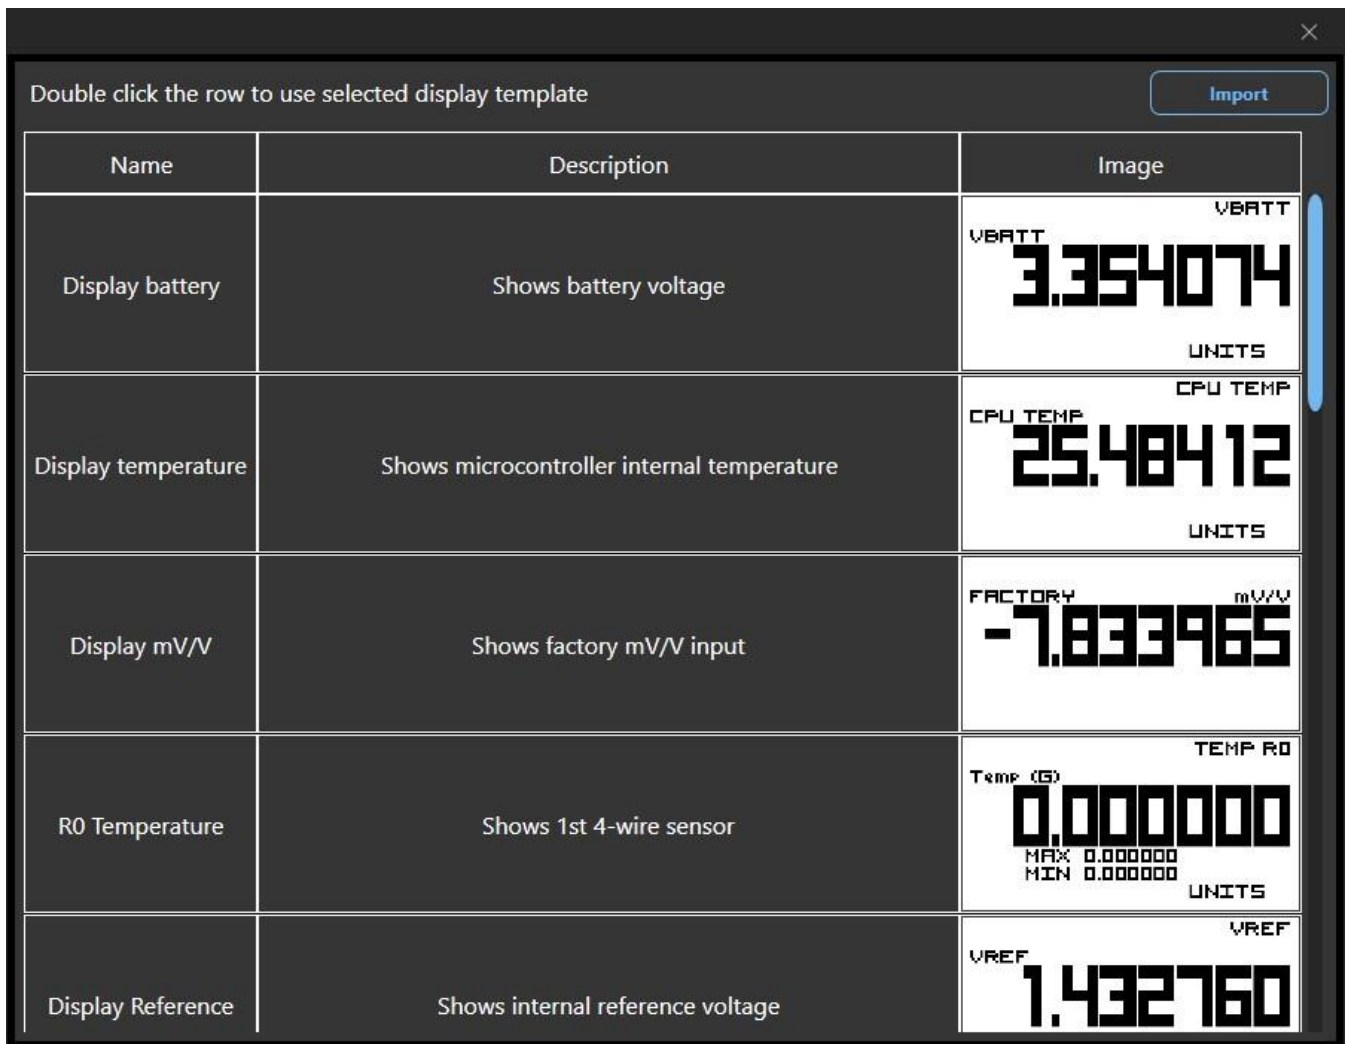 Double click the row to use selected display template
Import
Name
Description
Image
Display battery
Shows battery voltage
VBATT
VBATT
3.354074
UNITS
Display temperature
Shows microcontroller internal temperature
CPU TEMP
CPU TEMP
25.48412
UNITS
Display mV/V
Shows factory mV/V input
FACTORY mV/V
-7.833965
R0 Temperature
Shows 1st 4-wire sensor
TEMP R0
Temp (G)
0.000000
MAX 0.000000
MIN 0.000000
UNITS
Display Reference
Shows internal reference voltage
VREF
VREF
1.432760